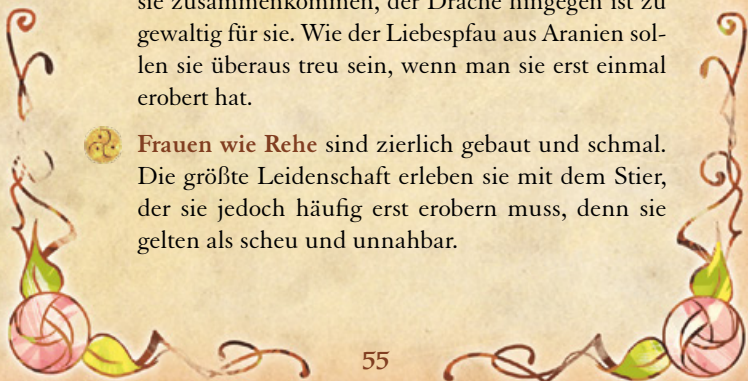 sie zusammenkommen, der Drache hingegen ist zu
gewaltig für sie. Wie der Liebespfau aus Aranien sol-
len sie überaus treu sein, wenn man sie erst einmal
erobert hat.
Frauen wie Rehe sind zierlich gebaut und schmal.
Die größte Leidenschaft erleben sie mit dem Stier,
der sie jedoch häufig erst erobern muss, denn sie
gelten als scheu und unnahbar.
55